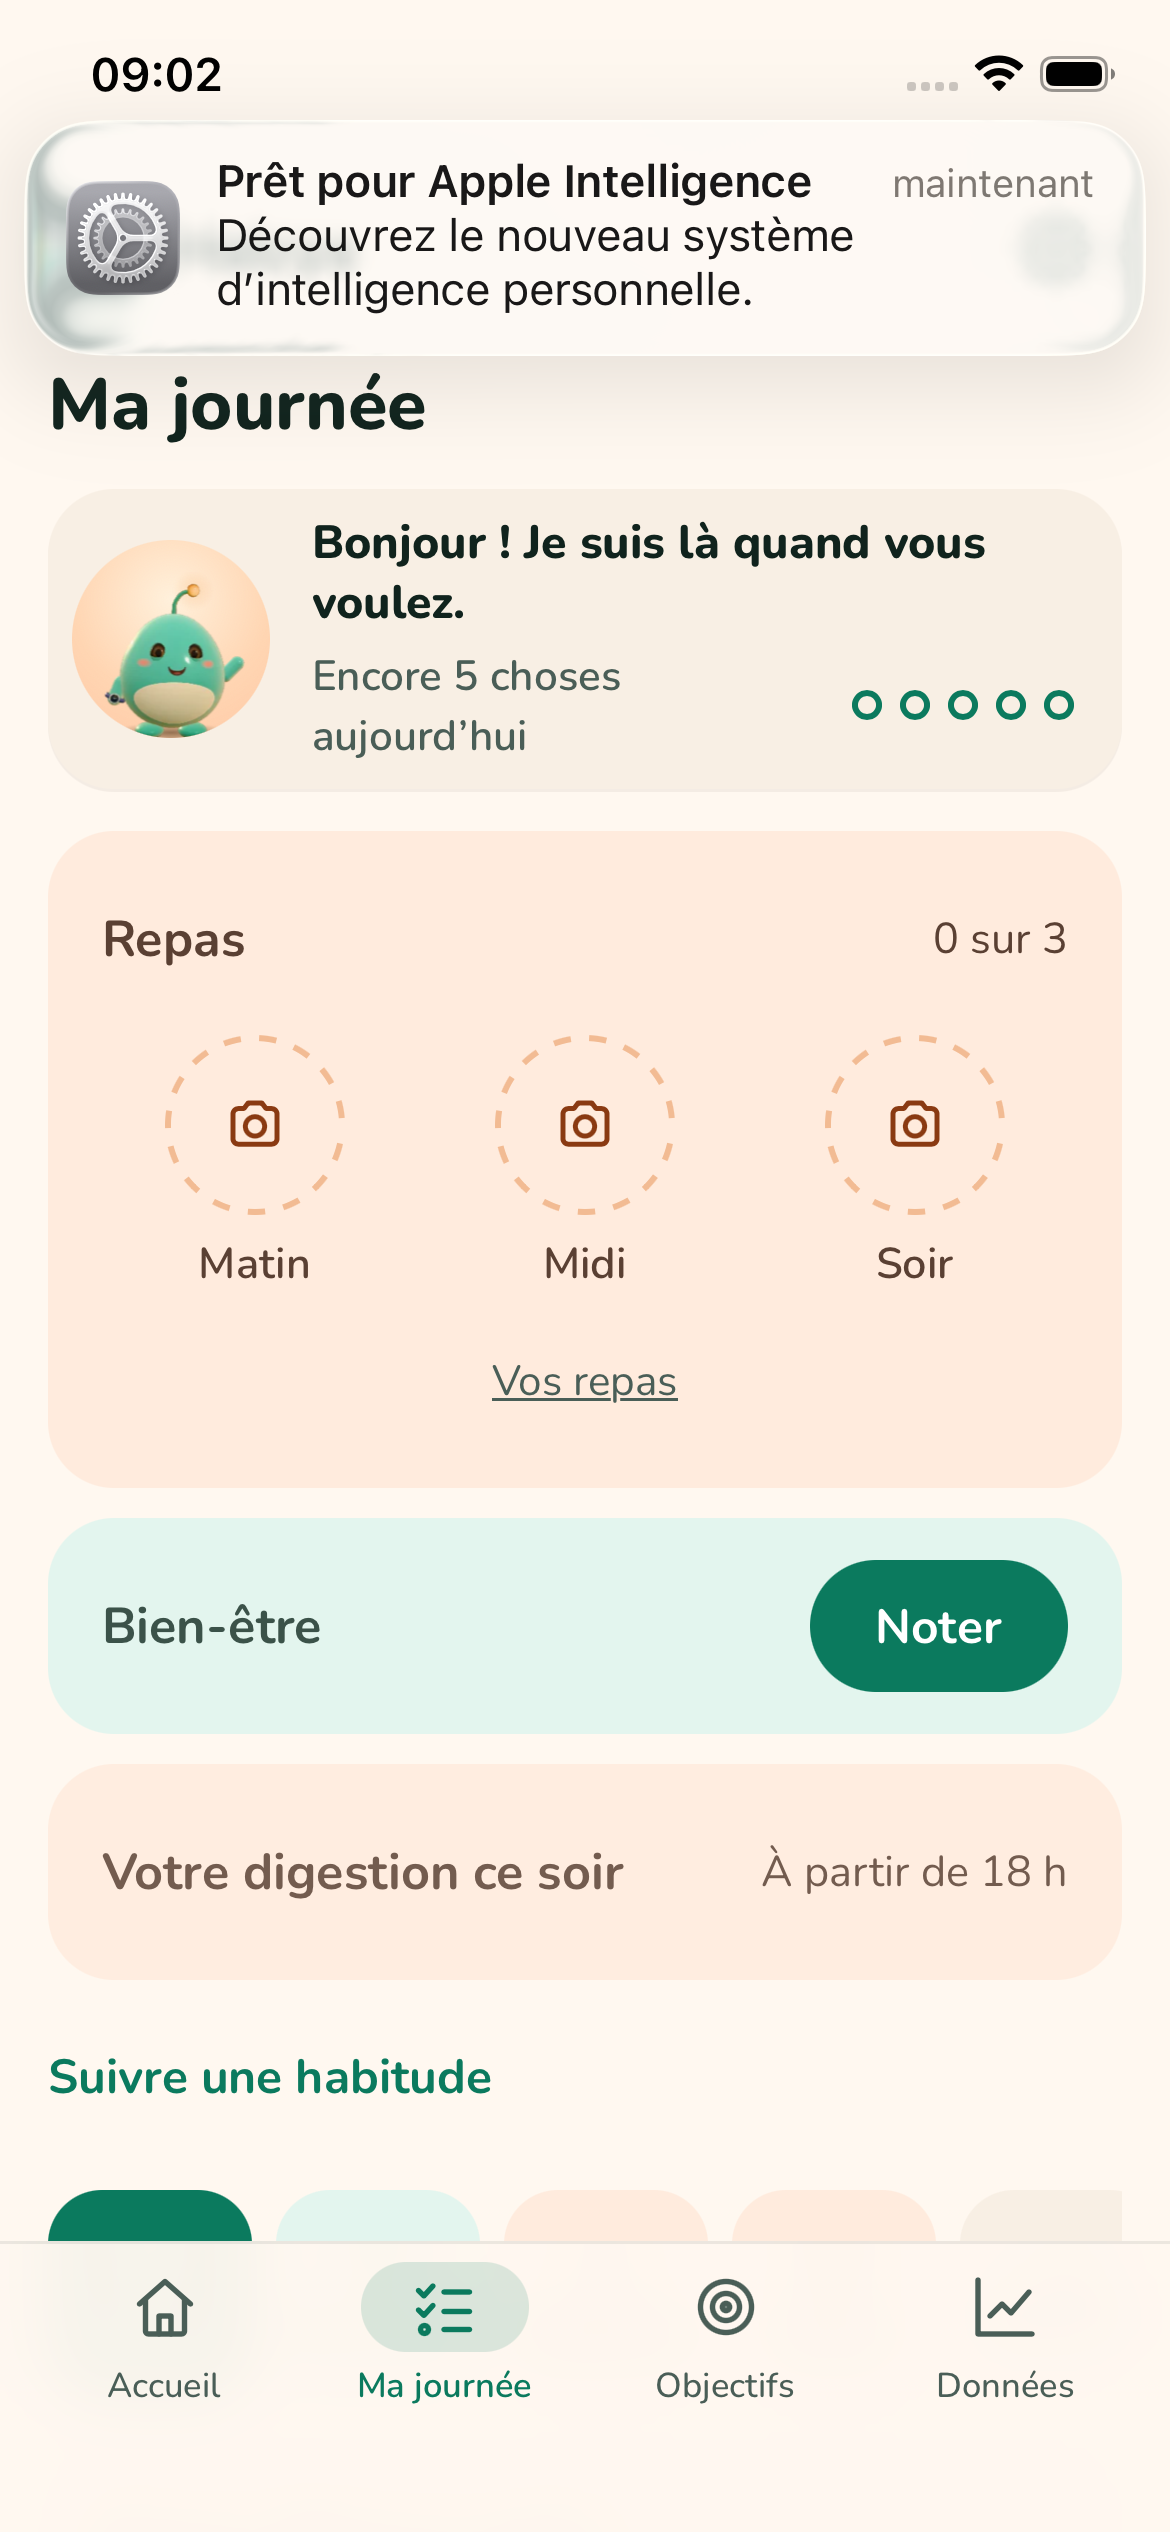 09:02
Prêt pour Apple Intelligence
maintenant
Découvrez le nouveau système
d’intelligence personnelle.
Ma journée
Bonjour ! Je suis là quand vous
voulez.
Encore 5 choses
aujourd’hui
Repas
0 sur 3
Matin
Midi
Soir
Vos repas
Bien-être
Noter
Votre digestion ce soir
À partir de 18 h
Suivre une habitude
Accueil
Ma journée
Objectifs
Données